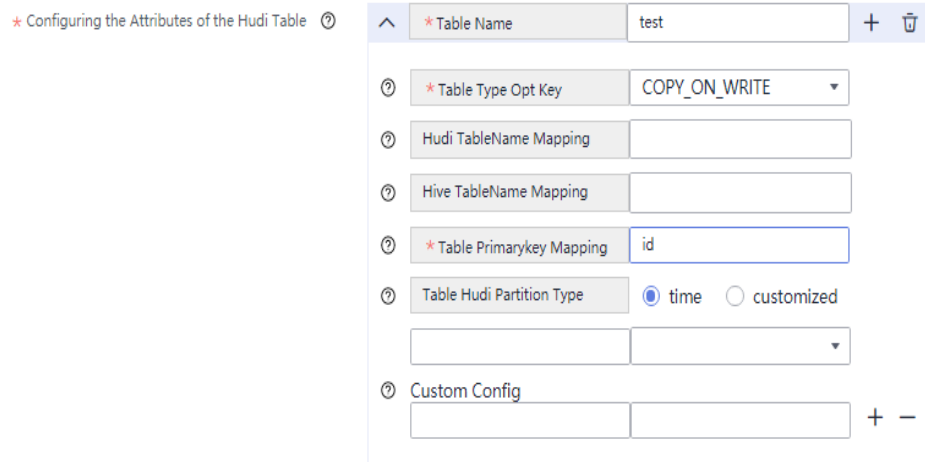 * Configuring the Attributes of the Hudi Table
* Table Name test
* Table Type Opt Key COPY_ON_WRITE
Hudi TableName Mapping
Hive TableName Mapping
* Table Primarykey Mapping id
Table Hudi Partition Type time customized
Custom Config